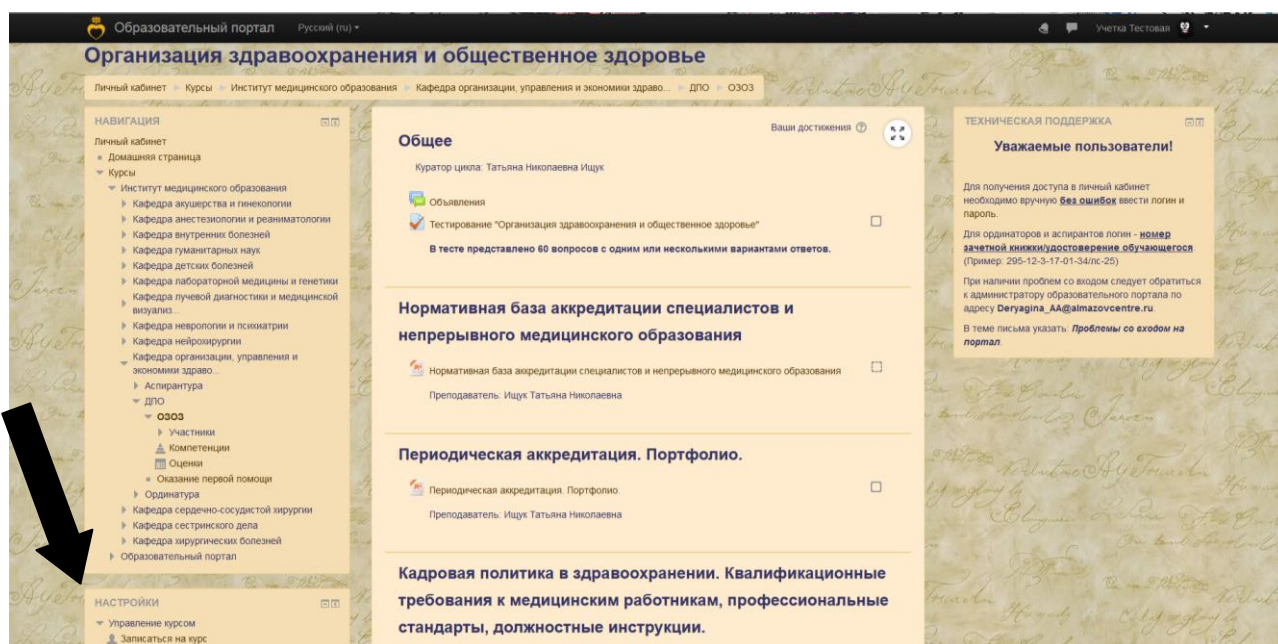 Образовательный портал Русский (ru) Учетка Тестовая
Организация здравоохранения и общественное здоровье
Личный кабинет Курсы Институт медицинского образования Кафедра организации, управления и экономики здраво... ДПО ОЗОЗ
НАВИГАЦИЯ
Личный кабинет
Домашняя страница
Курсы
Институт медицинского образования
Кафедра акушерства и гинекологии
Кафедра анестезиологии и реаниматологии
Кафедра внутренних болезней
Кафедра гуманитарных наук
Кафедра детских болезней
Кафедра лабораторной медицины и генетики
Кафедра лучевой диагностики и медицинской
визуализ...
Кафедра неврологии и психиатрии
Кафедра нейрохирургии
Кафедра организации, управления и
экономики здраво...
Аспирантура
ДПО
ОЗОЗ
Участники
Компетенции
Оценки
Оказание первой помощи
Ординатура
Кафедра сердечно-сосудистой хирургии
Кафедра сестринского дела
Кафедра хирургических болезней
Образовательный портал
НАСТРОЙКИ
Управление курсом
Записаться на курс
Ваши достижения
Общее
Куратор цикла: Татьяна Николаевна Ищук
Объявления
Тестирование "Организация здравоохранения и общественное здоровье"
В тесте представлено 60 вопросов с одним или несколькими вариантами ответов.
Нормативная база аккредитации специалистов и
непрерывного медицинского образования
Нормативная база аккредитации специалистов и непрерывного медицинского образования
Преподаватель: Ищук Татьяна Николаевна
Периодическая аккредитация. Портфолио.
Периодическая аккредитация. Портфолио.
Преподаватель: Ищук Татьяна Николаевна
Кадровая политика в здравоохранении. Квалификационные
требования к медицинским работникам, профессиональные
стандарты, должностные инструкции.
ТЕХНИЧЕСКАЯ ПОДДЕРЖКА
Уважаемые пользователи!
Для получения доступа в личный кабинет
необходимо вручную без ошибок ввести логин и
пароль.
Для ординаторов и аспирантов логин - номер
зачетной книжки/удостоверение обучающегося.
(Пример: 295-12-3-17-01-34/лс-25)
При наличии проблем со входом следует обратиться
к администратору образовательного портала по
адресу Deryagina_AA@almazovcentre.ru.
В теме письма указать: Проблемы со входом на
портал.